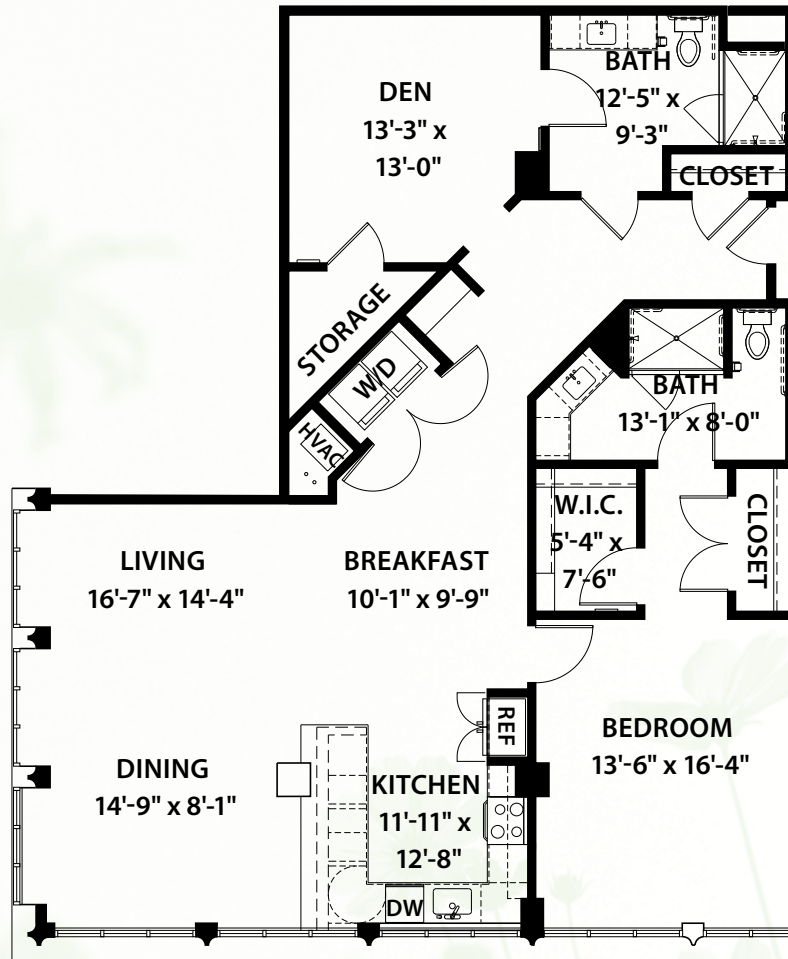 DEN
13'-3" x
13'-0"
BATH
12'-5" x
9'-3"
CLOSET
STORAGE
W/D
HVAC
BATH
13'-1" x 8'-0"
W.I.C.
5'-4" x
7'-6"
CLOSET
LIVING
16'-7" x 14'-4"
BREAKFAST
10'-1" x 9'-9"
REF
BEDROOM
13'-6" x 16'-4"
DINING
14'-9" x 8'-1"
KITCHEN
11'-11" x
12'-8"
DW